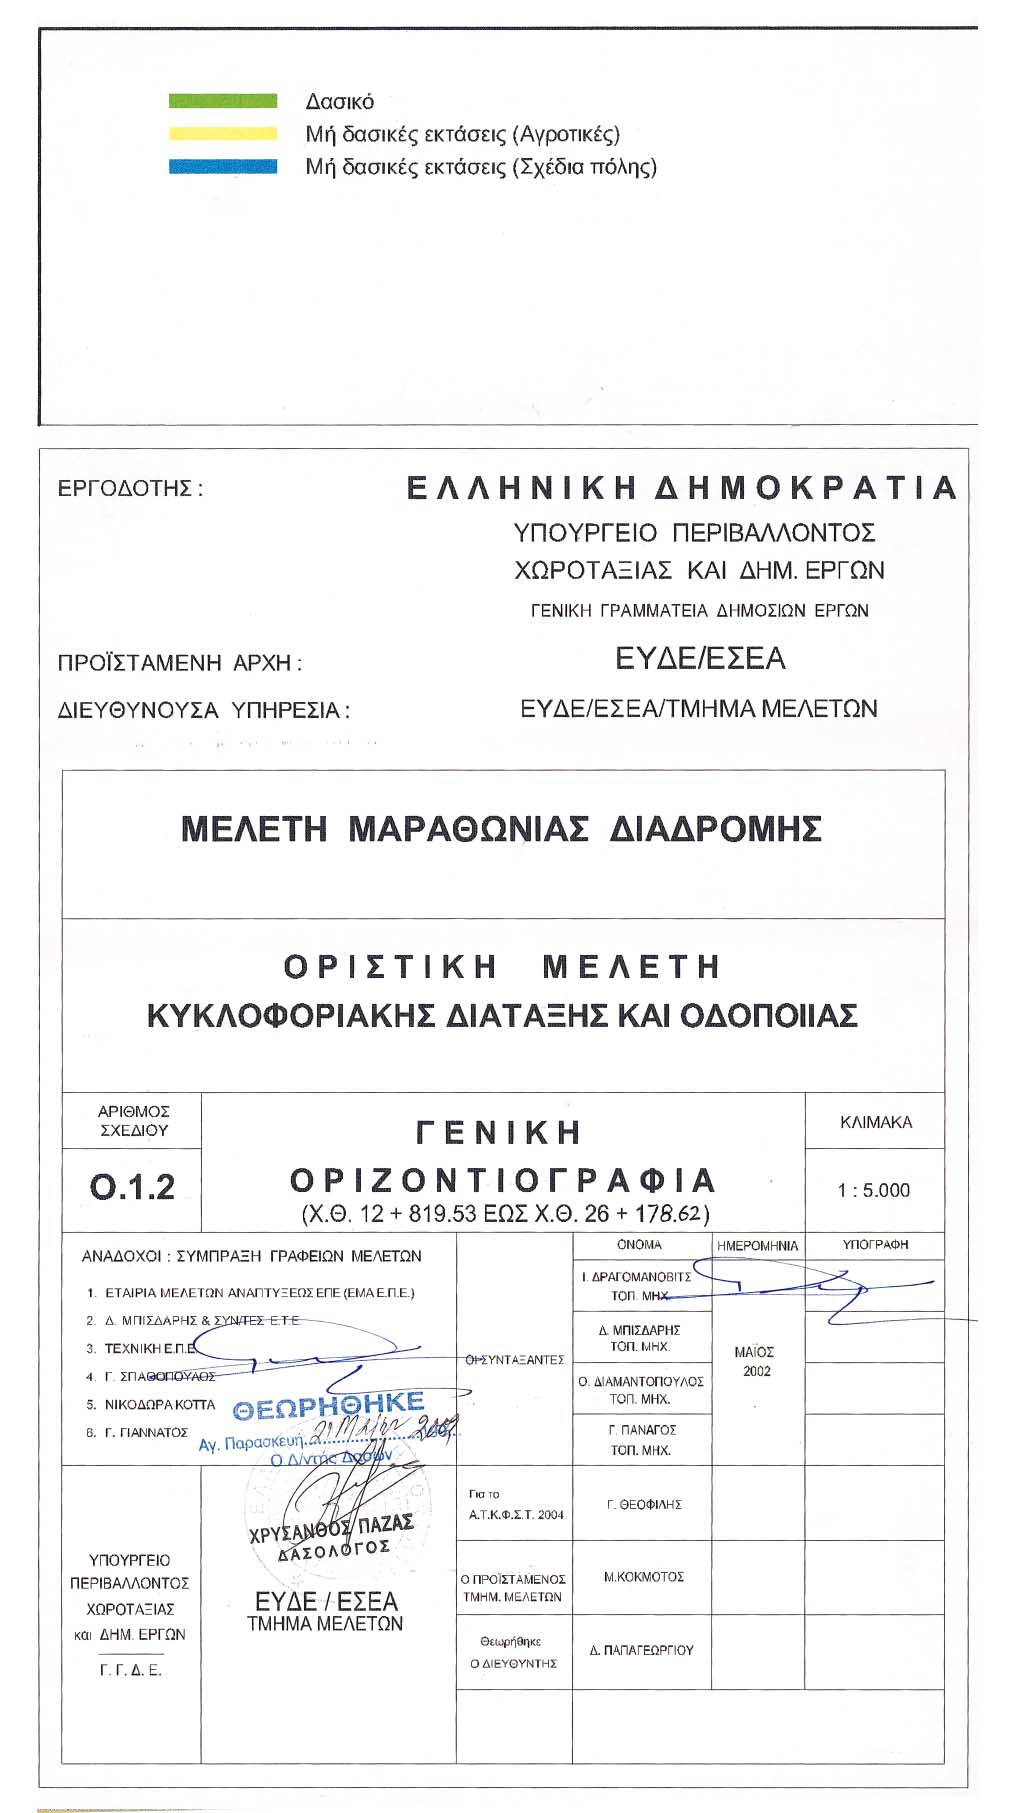 Δασικό
Μή δασικές εκτάσεις (Αγροτικές)
Μή δασικές εκτάσεις (Σχέδια πόλης)
ΕΡΓΟΔΟΤΗΣ :
ΕΛΛΗΝΙΚΗ ΔΗΜΟΚΡΑΤΙΑ
ΥΠΟΥΡΓΕΙΟ ΠΕΡΙΒΑΛΛΟΝΤΟΣ
ΧΩΡΟΤΑΞΙΑΣ ΚΑΙ ΔΗΜ. ΕΡΓΩΝ
ΓΕΝΙΚΗ ΓΡΑΜΜΑΤΕΙΑ ΔΗΜΟΣΙΩΝ ΕΡΓΩΝ
ΠΡΟΪΣΤΑΜΕΝΗ ΑΡΧΗ :
ΕΥΔΕ/ΕΣΕΑ
ΔΙΕΥΘΥΝΟΥΣΑ ΥΠΗΡΕΣΙΑ :
ΕΥΔΕ/ΕΣΕΑ/ΤΜΗΜΑ ΜΕΛΕΤΩΝ
ΜΕΛΕΤΗ ΜΑΡΑΘΩΝΙΑΣ ΔΙΑΔΡΟΜΗΣ
ΟΡΙΣΤΙΚΗ ΜΕΛΕΤΗ
ΚΥΚΛΟΦΟΡΙΑΚΗΣ ΔΙΑΤΑΞΗΣ ΚΑΙ ΟΔΟΠΟΙΙΑΣ
ΑΡΙΘΜΟΣ
ΣΧΕΔΙΟΥ
Ο.1.2
ΓΕΝΙΚΗ
ΟΡΙΖΟΝΤΙΟΓΡΑΦΙΑ
(Χ.Θ. 12 + 819.53 ΕΩΣ Χ.Θ. 26 + 178.62)
ΚΛΙΜΑΚΑ
1 : 5.000
ΑΝΑΔΟΧΟΙ : ΣΥΜΠΡΑΞΗ ΓΡΑΦΕΙΩΝ ΜΕΛΕΤΩΝ
1. ΕΤΑΙΡΙΑ ΜΕΛΕΤΩΝ ΑΝΑΠΤΥΞΕΩΣ ΕΠΕ (ΕΜΑ Ε.Π.Ε.)
2. Δ. ΜΠΙΣΔΑΡΗΣ & ΣΥΝ/ΤΕΣ Ε.Τ.Ε.
3. ΤΕΧΝΙΚΗ Ε.Π.Ε
4. Γ. ΣΠΑΘΟΠΟΥΛΟΣ
5. ΝΙΚΟΔΩΡΑ ΚΟΤΤΑ
6. Γ. ΓΙΑΝΝΑΤΟΣ
ΘΕΩΡΗΘΗΚΕ
Αγ. Παρασκευη
Ο Δ/ντής Δασών
ΧΡΥΣΑΝΘΟΣ ΠΑΖΑΣ
ΔΑΣΟΛΟΓΟΣ
ΟΙ ΣΥΝΤΑΞΑΝΤΕΣ
ΟΝΟΜΑ
ΗΜΕΡΟΜΗΝΙΑ
ΥΠΟΓΡΑΦΗ
Ι. ΔΡΑΓΟΜΑΝΟΒΙΤΣ
ΤΟΠ. ΜΗΧ.
Δ. ΜΠΙΣΔΑΡΗΣ
ΤΟΠ. ΜΗΧ.
Ο. ΔΙΑΜΑΝΤΟΠΟΥΛΟΣ
ΤΟΠ. ΜΗΧ.
Γ. ΠΑΝΑΓΟΣ
ΤΟΠ. ΜΗΧ.
ΜΑΪΟΣ
2002
ΥΠΟΥΡΓΕΙΟ
ΠΕΡΙΒΑΛΛΟΝΤΟΣ
ΧΩΡΟΤΑΞΙΑΣ
και ΔΗΜ. ΕΡΓΩΝ
Γ. Γ. Δ. Ε.
ΕΥΔΕ / ΕΣΕΑ
ΤΜΗΜΑ ΜΕΛΕΤΩΝ
Για το
Α.Τ.Κ.Φ.Σ.Τ. 2004
Γ. ΘΕΟΦΙΛΗΣ
Ο ΠΡΟΪΣΤΑΜΕΝΟΣ
ΤΜΗΜ. ΜΕΛΕΤΩΝ
Μ.ΚΟΚΜΟΤΟΣ
Θεωρήθηκε
Ο ΔΙΕΥΘΥΝΤΗΣ
Δ. ΠΑΠΑΓΕΩΡΓΙΟΥ